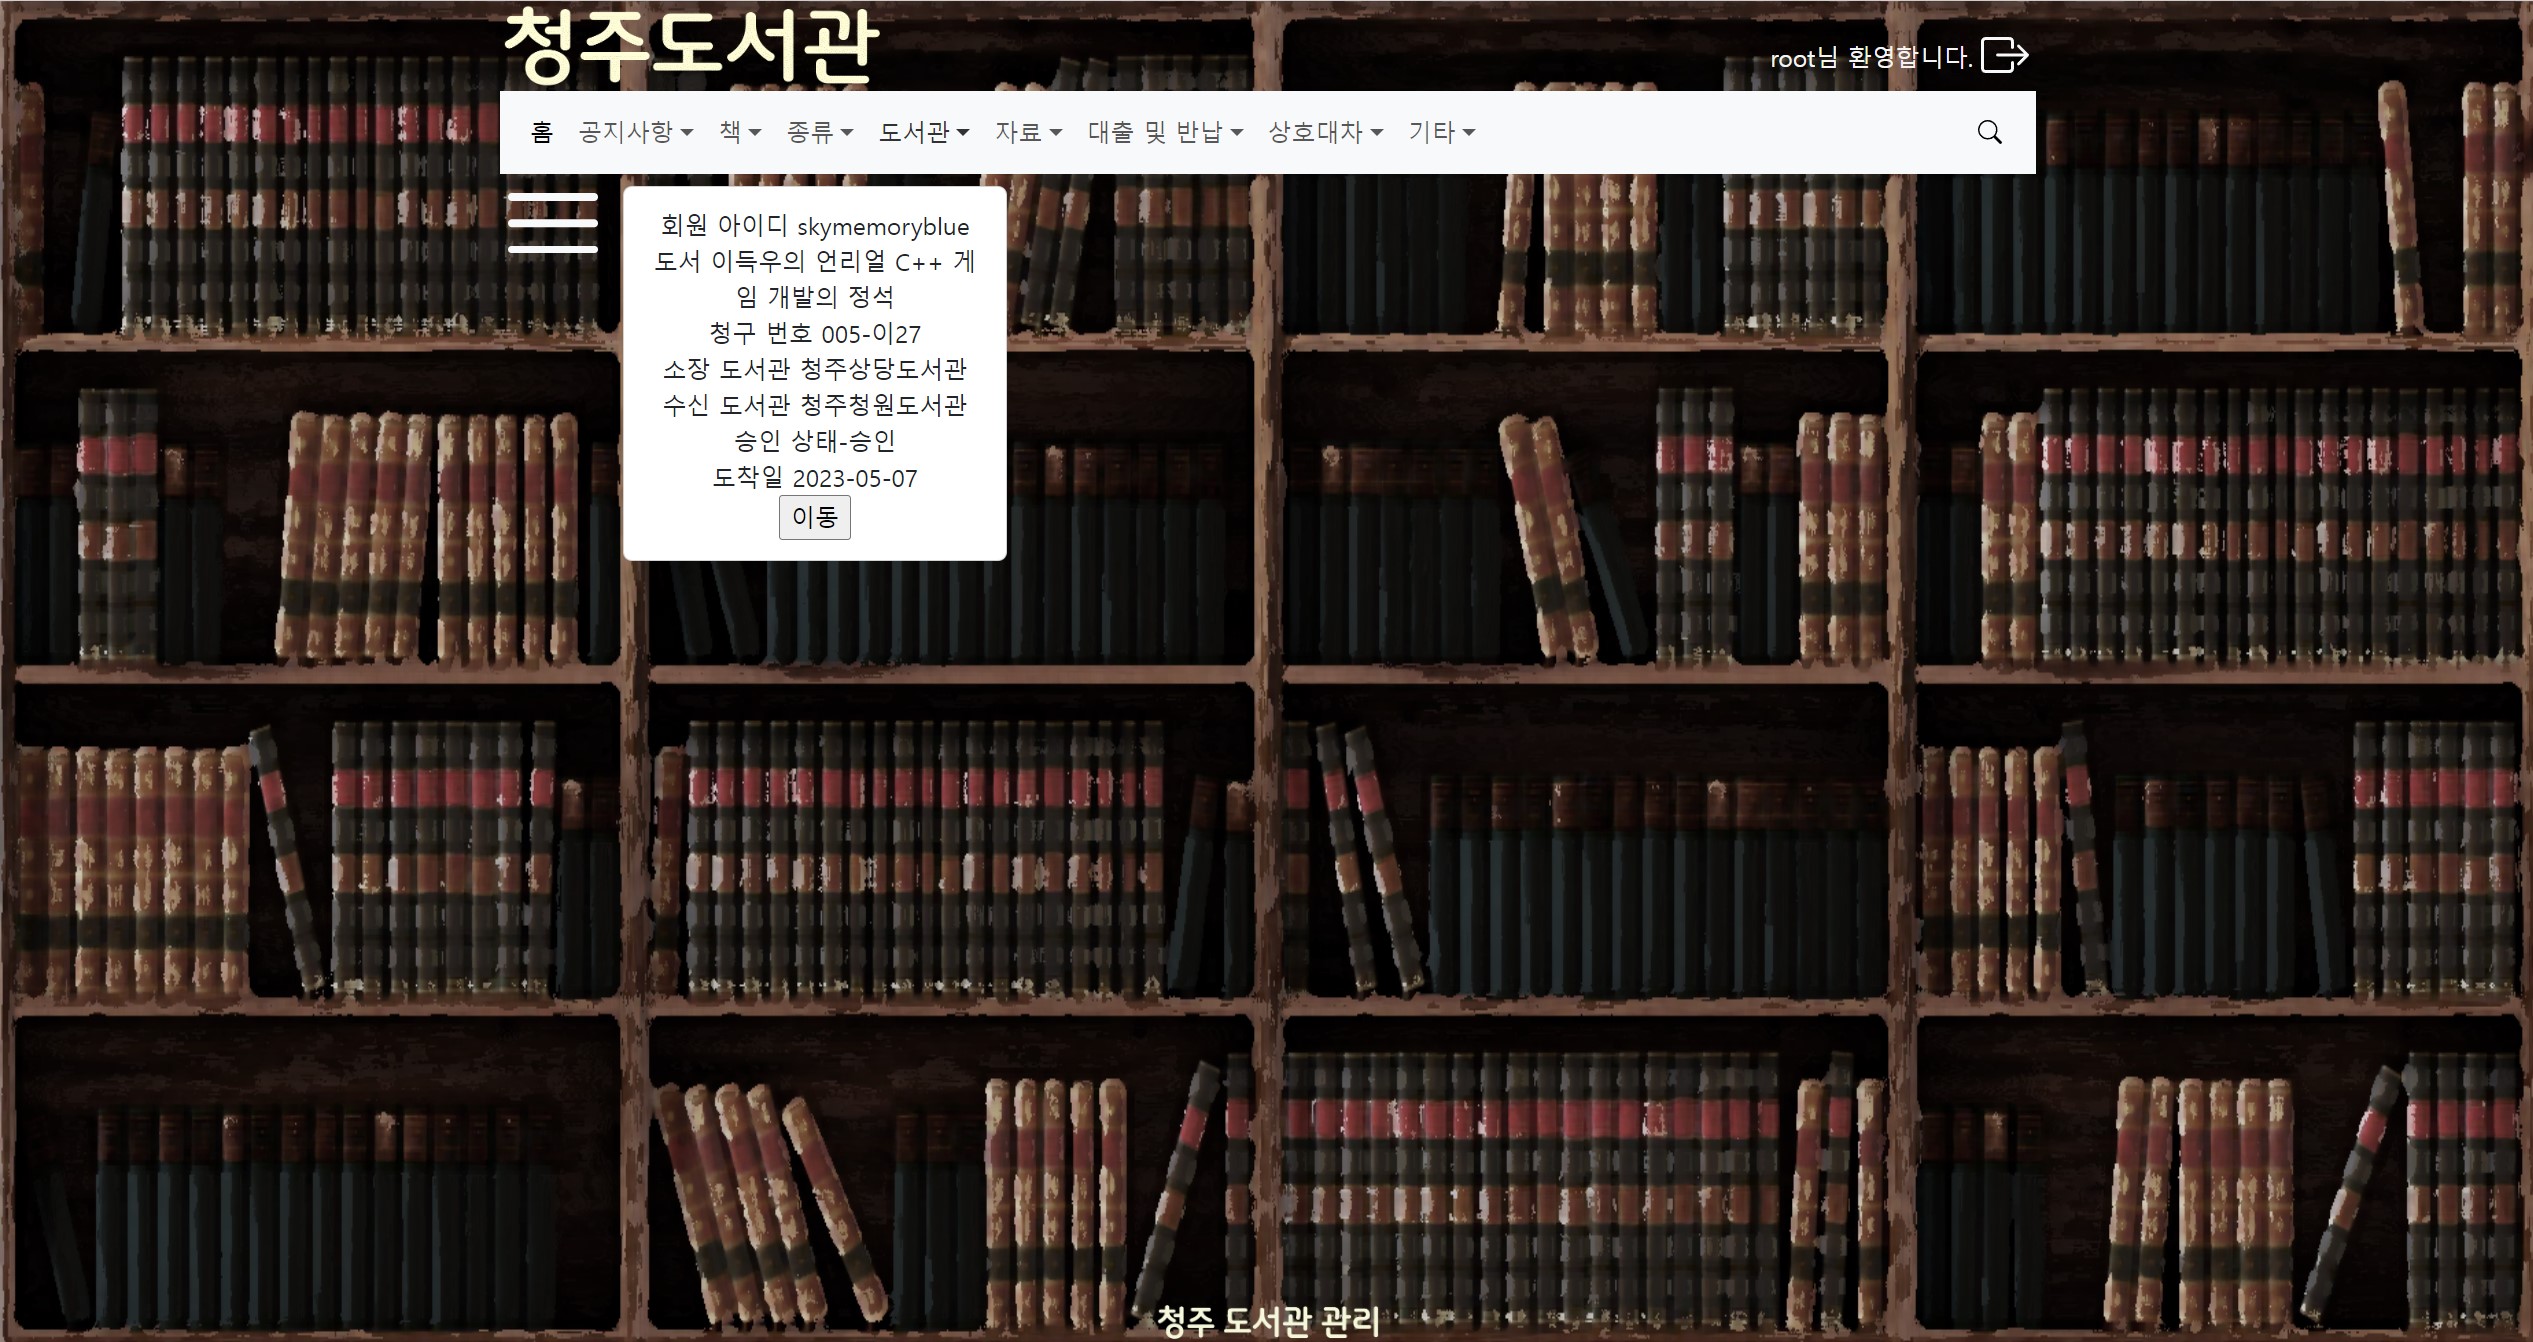 청주도서관
root님 환영합니다.
홈 공지사항 책 종류 도서관 자료 대출 및 반납 상호대차 기타
회원 아이디 skymemoryblue
도서 이득우의 언리얼 C++ 게
임 개발의 정석
청구 번호 005-이27
소장 도서관 청주상당도서관
수신 도서관 청주청원도서관
승인 상태-승인
도착일 2023-05-07
이동
청주 도서관 관리